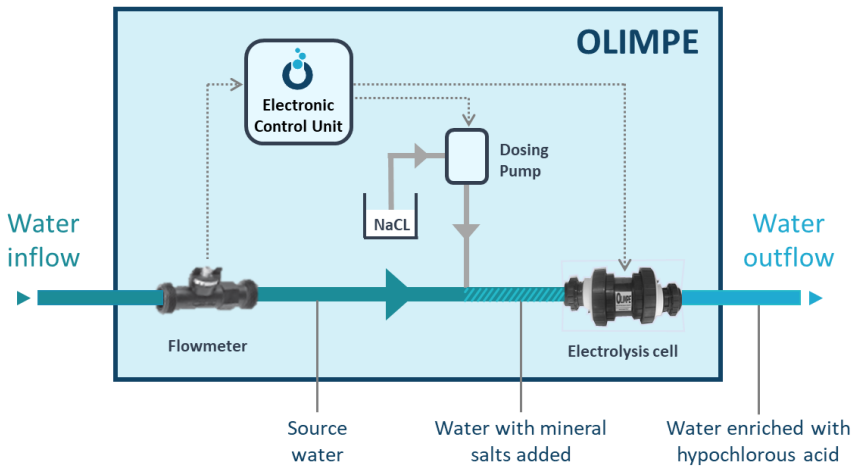 OLIMPE
Electronic
Control Unit
Dosing
Pump
NaCL
Water
inflow
Water
outflow
OLIMPE
Flowmeter
Electrolysis cell
Source
water
Water with mineral
salts added
Water enriched with
hypochlorous acid